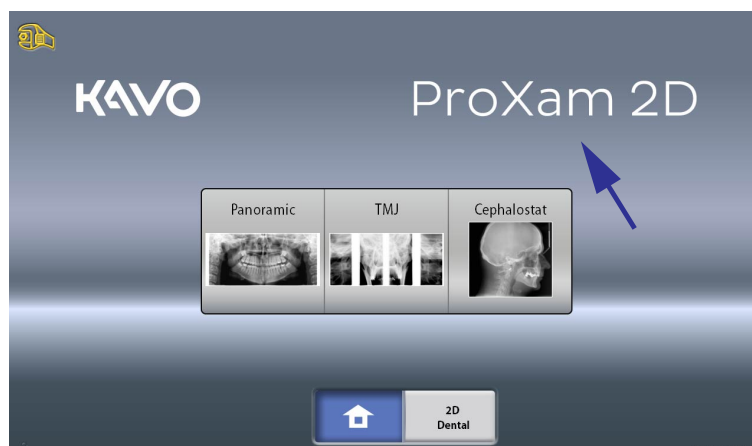 KAVO
ProXam 2D
Panoramic
TMJ
Cephalostat
2D
Dental